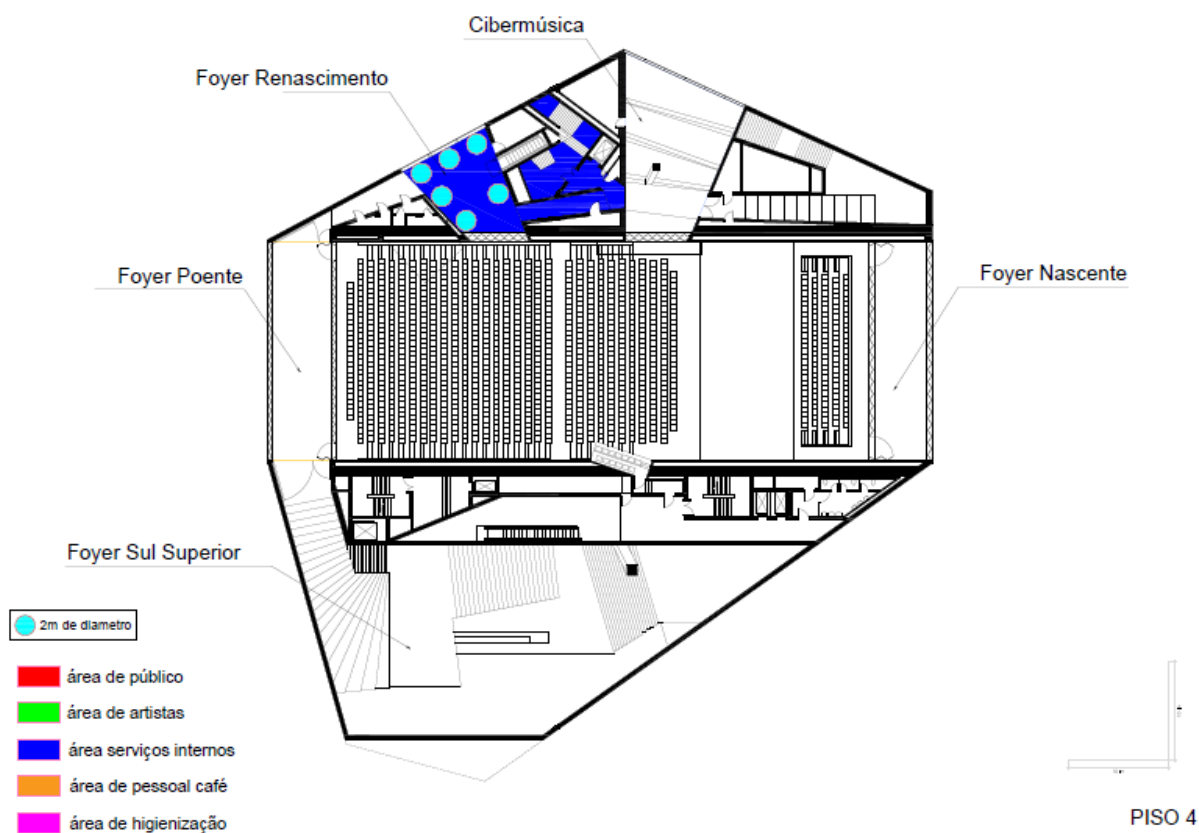 Cibermúsica
Foyer Renascimento
Foyer Poente
Foyer Nascente
Foyer Sul Superior
2m de diametro
área de público
área de artistas
área serviços internos
área de pessoal café
área de higienização
PISO 4